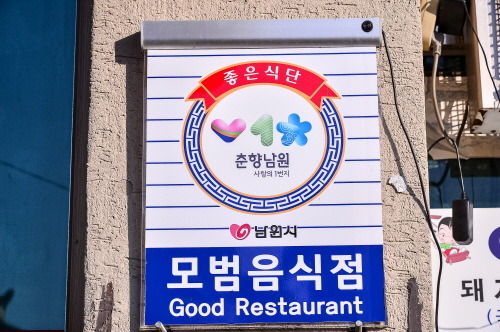 좋은식단
춘향남원
사랑의 1번지
남원시
모범음식점
Good Restaurant
돼